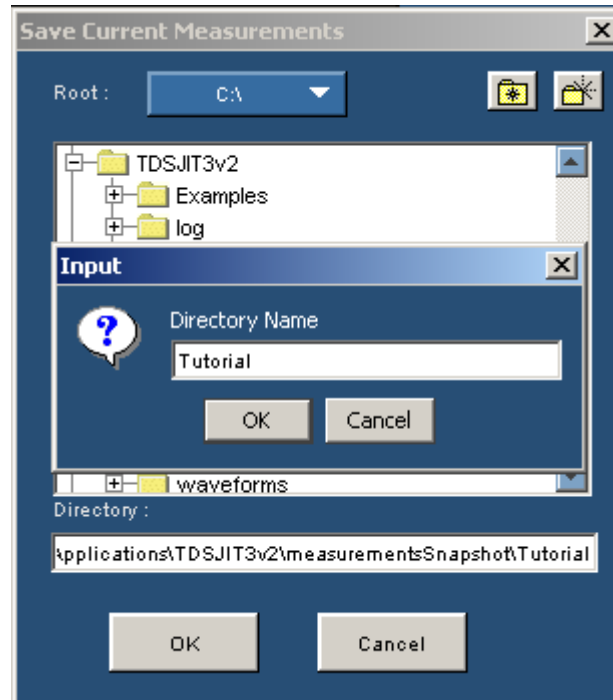 Save Current Measurements
Root :
C:\
TDSJIT3v2
Examples
log
Input
Directory Name
Tutorial
OK
Cancel
waveforms
Directory :
\pplications\TDSJIT3v2\measurementsSnapshot\Tutorial
OK
Cancel